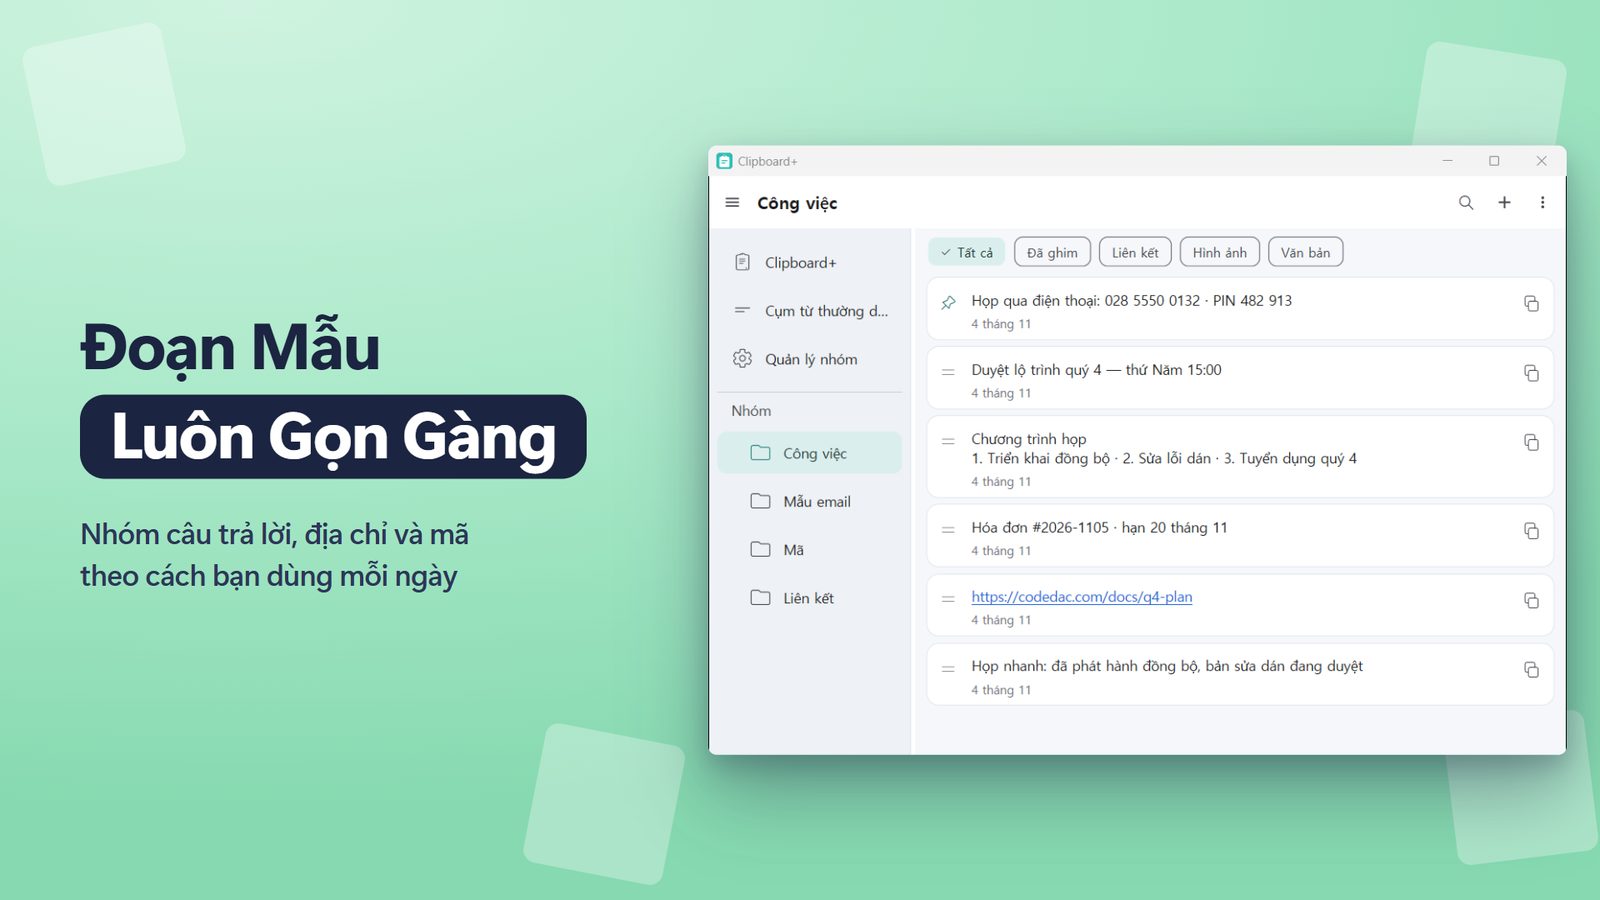 Đoạn Mẫu
Luôn Gọn Gàng
Nhóm câu trả lời, địa chỉ và mã
theo cách bạn dùng mỗi ngày
Clipboard+
Công việc
Clipboard+
Cụm từ thường d...
Quản lý nhóm
Nhóm
Công việc
Mẫu email
Mã
Liên kết
Tất cả
Đã ghim
Liên kết
Hình ảnh
Văn bản
Họp qua điện thoại: 028 5550 0132 · PIN 482 913
4 tháng 11
Duyệt lộ trình quý 4 — thứ Năm 15:00
4 tháng 11
Chương trình họp
1. Triển khai đồng bộ · 2. Sửa lỗi dán · 3. Tuyển dụng quý 4
4 tháng 11
Hóa đơn #2026-1105 · hạn 20 tháng 11
4 tháng 11
https://codedac.com/docs/q4-plan
4 tháng 11
Họp nhanh: đã phát hành đồng bộ, bản sửa dán đang duyệt
4 tháng 11